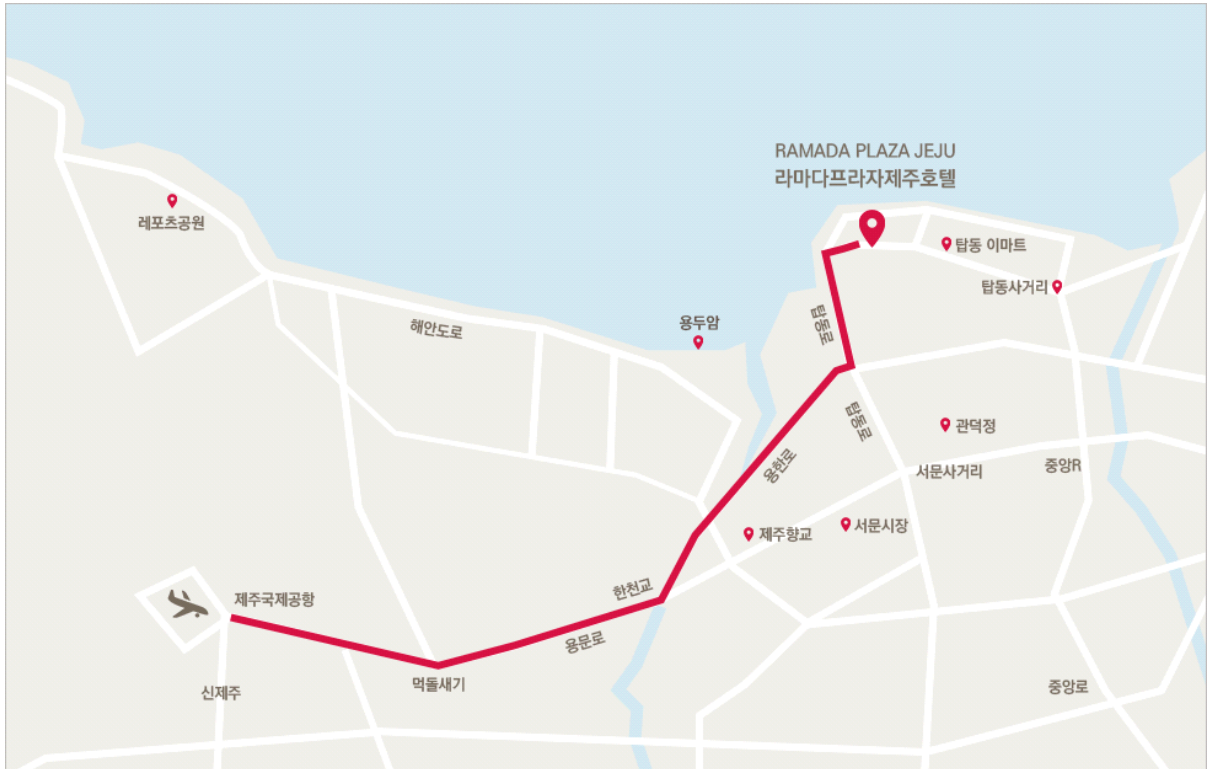 RAMADA PLAZA JEJU
라마다프라자제주호텔
레포츠공원
탑동 이마트
탑동사거리
해안도로
용두암
탑동로
탑동로
관덕정
용한로
서문사거리
중앙R
제주향교
서문시장
한천교
제주국제공항
용문로
먹돌새기
신제주
중앙로